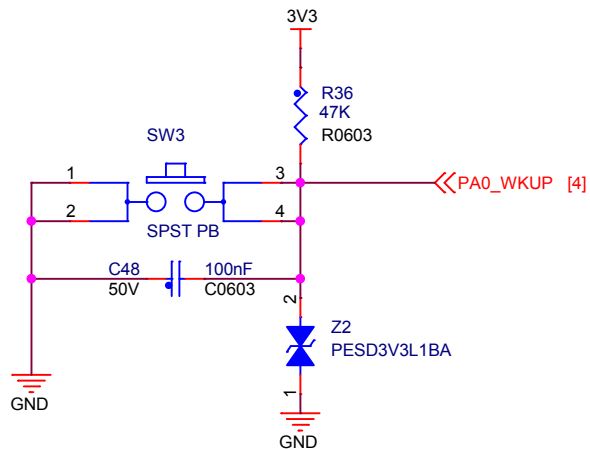 3V3
R36
47K
R0603
SW3
1
3
PA0_WKUP [4]
2
4
SPST PB
C48
100nF
50V
C0603
2
Z2
PESD3V3L1BA
1
GND
GND